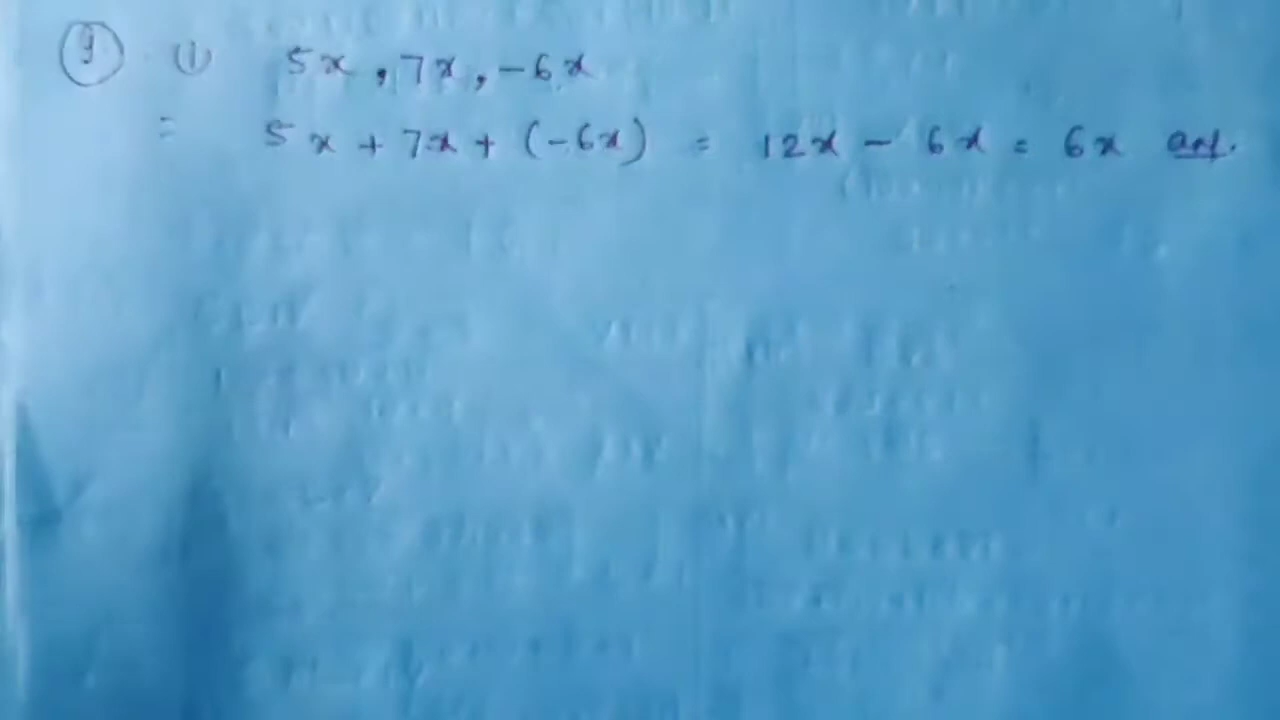 9 (i) 5x, 7x, -6x
= 5x + 7x + (-6x) = 12x - 6x = 6x ans.